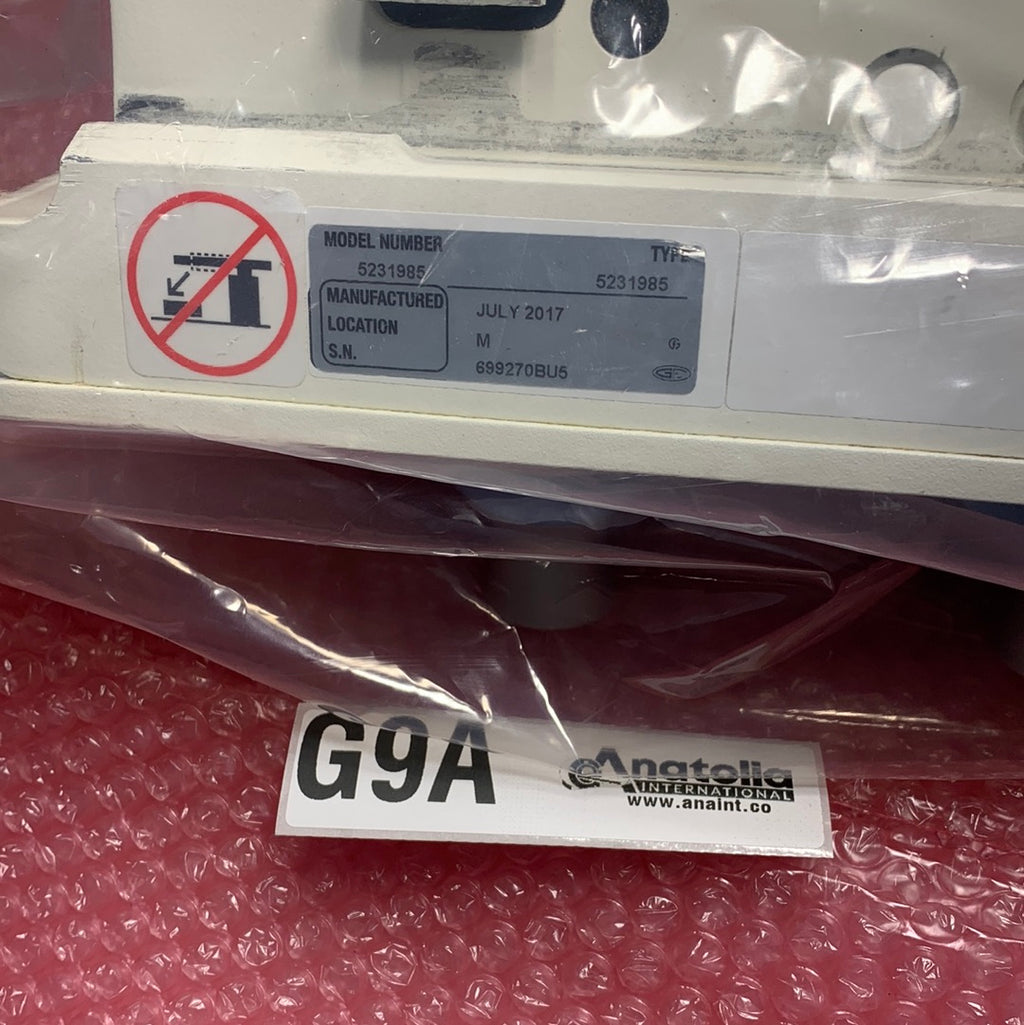 MODEL NUMBER TYPE
5231985 5231985
MANUFACTURED JULY 2017
LOCATION M
S.N. 699270BU5
G9A
Anatolia
INTERNATIONAL
www.anaint.co